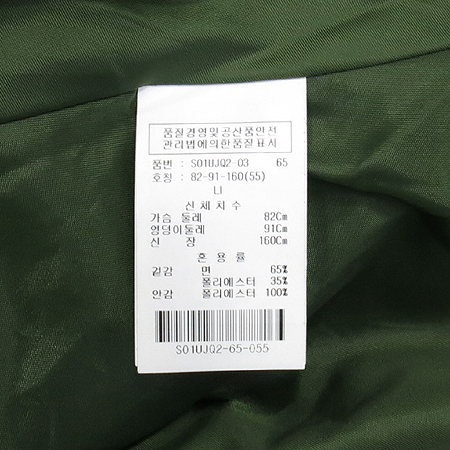 품질경영및공산품안전
관리법에의한품질표시
품번 : S01UJQ2-03 65
호칭 : 82-91-160(55)
LI
신체치수
가슴 둘레 82Cm
엉덩이둘레 91Cm
신 장 160Cm
혼용률
겉감 면 65%
폴리에스터 35%
안감 폴리에스터 100%
S01UJQ2-65-055